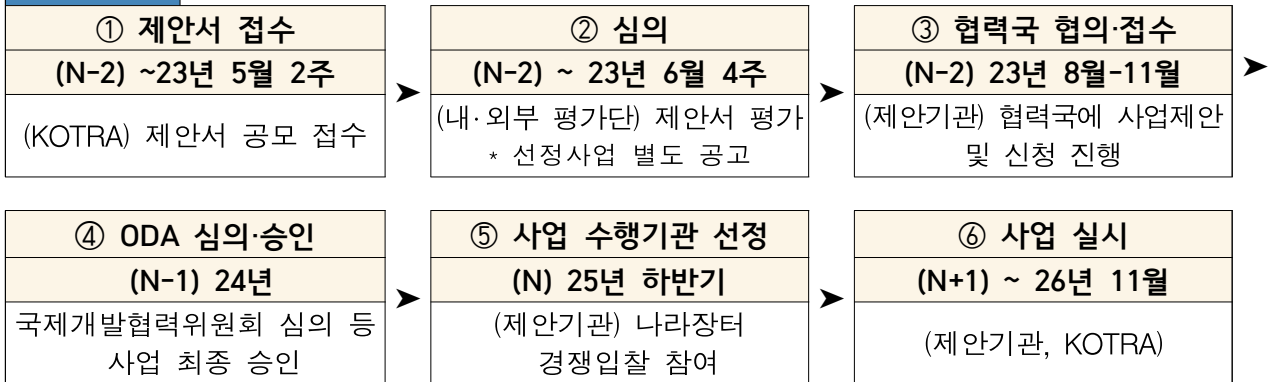 ① 제안서 접수
(N-2) ~23년 5월 2주
(KOTRA) 제안서 공모 접수
➤
② 심의
(N-2) ~ 23년 6월 4주
(내·외부 평가단) 제안서 평가
* 선정사업 별도 공고
➤
③ 협력국 협의·접수
(N-2) 23년 8월-11월
(제안기관) 협력국에 사업제안
및 신청 진행
➤
④ ODA 심의·승인
(N-1) 24년
국제개발협력위원회 심의 등
사업 최종 승인
➤
⑤ 사업 수행기관 선정
(N) 25년 하반기
(제안기관) 나라장터
경쟁입찰 참여
➤
⑥ 사업 실시
(N+1) ~ 26년 11월
(제안기관, KOTRA)